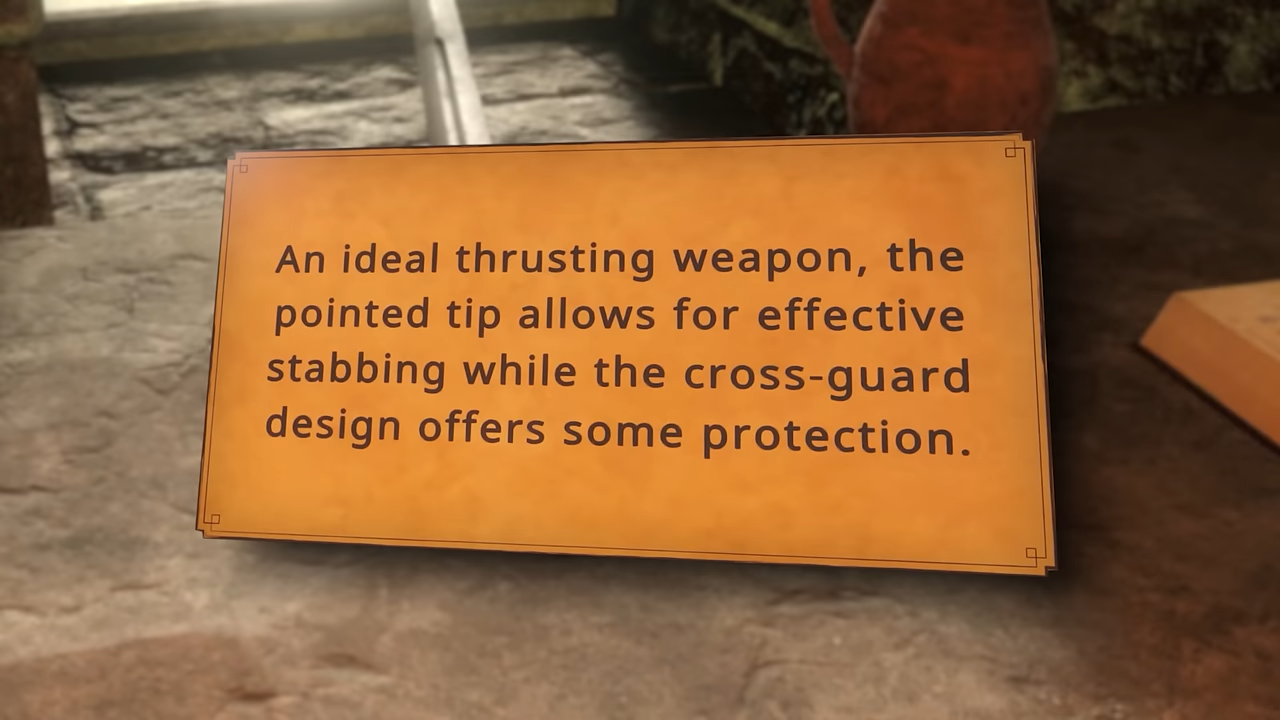 An ideal thrusting weapon, the
pointed tip allows for effective
stabbing while the cross-guard
design offers some protection.